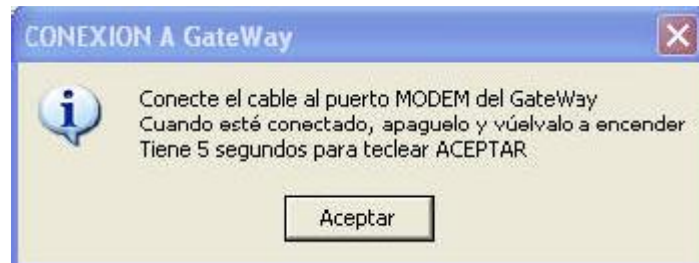 CONEXION A GateWay
Conecte el cable al puerto MODEM del GateWay
Cuando esté conectado, apaguelo y vúelvalo a encender
Tiene 5 segundos para teclear ACEPTAR
Aceptar